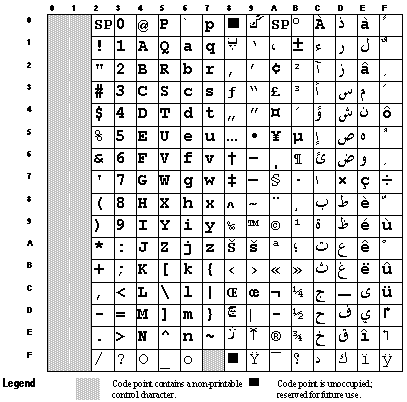 0 1 2 3 4 5 6 7 8 9 A B C D E F
0 SP 0 @ P ` p گ SP ° À ذ à ً
1 ! 1 A Q a q پ ‘ ، ± ء ر ل ٌ
2 " 2 B R b r ‚ ’ ¢ ² آ ز â ٍ
3 # 3 C S c s ƒ “ £ ³ أ س م َ
4 $ 4 D T d t „ ” ¤ ´ ؤ ش ن ô
5 % 5 E U e u … • ¥ µ إ ص ه ُ
6 & 6 F V f v † – ¦ ¶ ئ ض و ِ
7 ' 7 G W g w ‡ — § · ا × ç ÷
8 ( 8 H X h x ˆ ~ ¨ ¸ ب ط è ّ
9 ) 9 I Y i y ‰ ™ © ¹ ة ظ é ù
A * : J Z j z Š š ª ؛ ت ع ê ْ
B + ; K [ k { ‹ › « » ث غ ë û
C , < L \ l | Œ œ ¬ ¼ ج ـ ى ü
D - = M ] m } چ - ½ ح ف ي
E . > N ^ n ~ ژ ® ¾ خ ق î
F / ? O _ o Ÿ ¯ ؟ د ك ï ÿ
Legend Code point contains a non-printable Code point is unoccupied;
control character. reserved for future use.